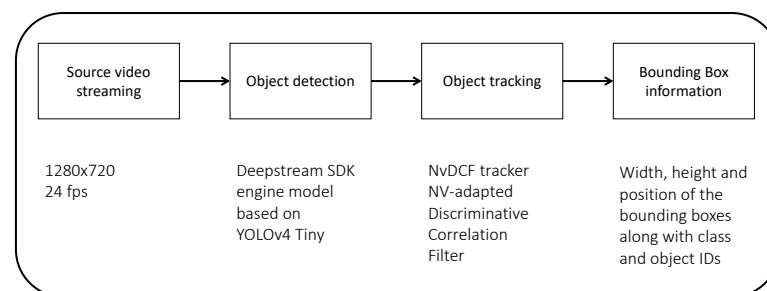 Source video
streaming
Object detection
Object tracking
Bounding Box
information
1280x720
24 fps
Deepstream SDK
engine model
based on
YOLOv4 Tiny
NvDCF tracker
NV-adapted
Discriminative
Correlation
Filter
Width, height and
position of the
bounding boxes
along with class
and object IDs